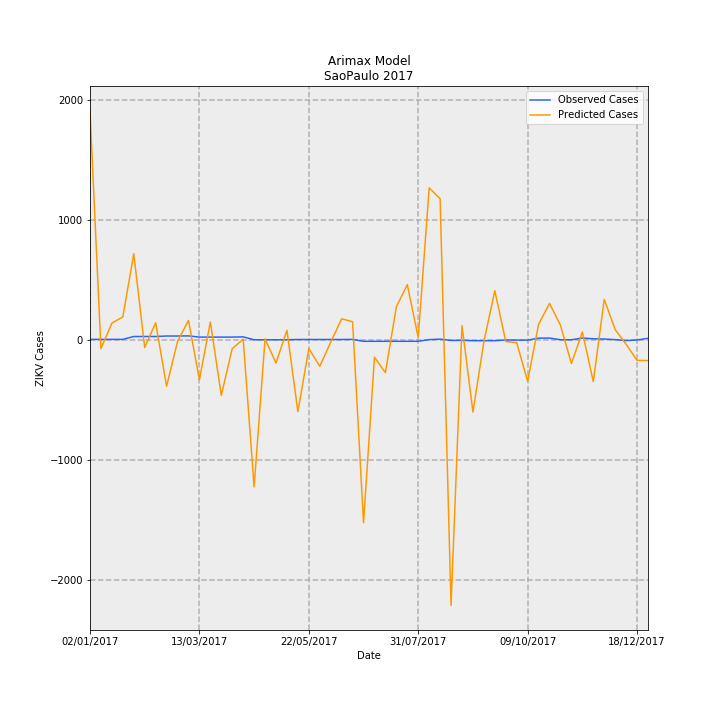 Arimax Model
SaoPaulo 2017
Observed Cases
Predicted Cases
2000
1000
0
−1000
−2000
ZIKV Cases
02/01/2017 13/03/2017 22/05/2017 31/07/2017 09/10/2017 18/12/2017
Date